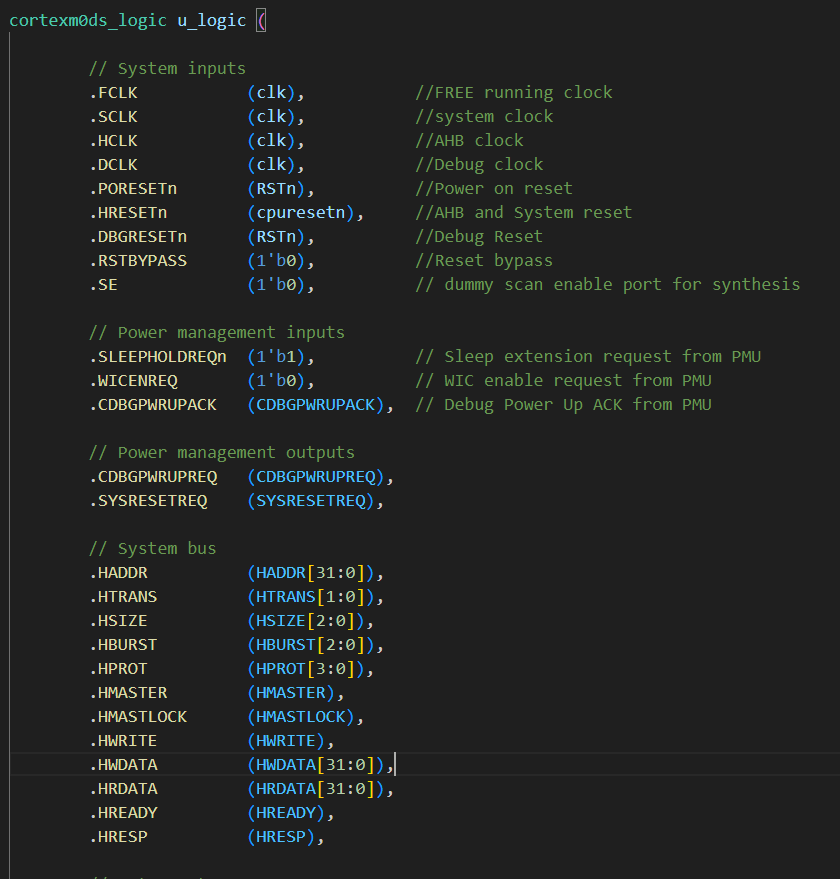 cortexm0ds_logic u_logic (
// System inputs
.FCLK (clk), //FREE running clock
.SCLK (clk), //system clock
.HCLK (clk), //AHB clock
.DCLK (clk), //Debug clock
.PORESETn (RSTn), //Power on reset
.HRESETn (cpuresetn), //AHB and System reset
.DBGRESETn (RSTn), //Debug Reset
.RSTBYPASS (1'b0), //Reset bypass
.SE (1'b0), // dummy scan enable port for synthesis
// Power management inputs
.SLEEPHOLDREQn (1'b1), // Sleep extension request from PMU
.WICENREQ (1'b0), // WIC enable request from PMU
.CDBGPWRUPACK (CDBGPWRUPACK), // Debug Power Up ACK from PMU
// Power management outputs
.CDBGPWRUPREQ (CDBGPWRUPREQ),
.SYSRESETREQ (SYSRESETREQ),
// System bus
.HADDR (HADDR[31:0]),
.HTRANS (HTRANS[1:0]),
.HSIZE (HSIZE[2:0]),
.HBURST (HBURST[2:0]),
.HPROT (HPROT[3:0]),
.HMASTER (HMASTER),
.HMASTLOCK (HMASTLOCK),
.HWRITE (HWRITE),
.HWDATA (HWDATA[31:0]),
.HRDATA (HRDATA[31:0]),
.HREADY (HREADY),
.HRESP (HRESP),